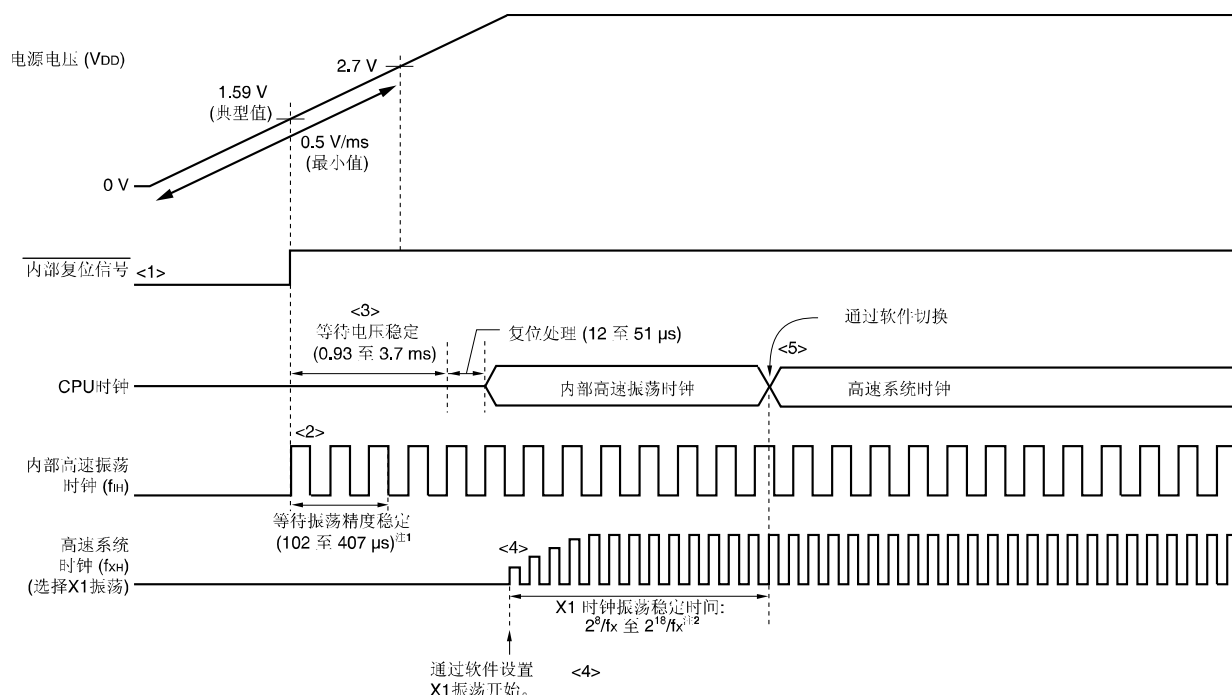 电源电压 (VDD)
2.7 V
1.59 V
(典型值)
0.5 V/ms
(最小值)
0 V
内部复位信号
<1>
<3>
等待电压稳定
(0.93 至 3.7 ms)
复位处理 (12 至 51 μs)
通过软件切换
<5>
CPU时钟
内部高速振荡时钟
高速系统时钟
<2>
内部高速振荡
时钟 (fIH)
等待振荡精度稳定
(102 至 407 μs)注1
高速系统
时钟 (fXH)
(选择X1振荡)
<4>
X1 时钟振荡稳定时间:
2^8/fX 至 2^18/fX注2
通过软件设置
X1振荡开始。
<4>